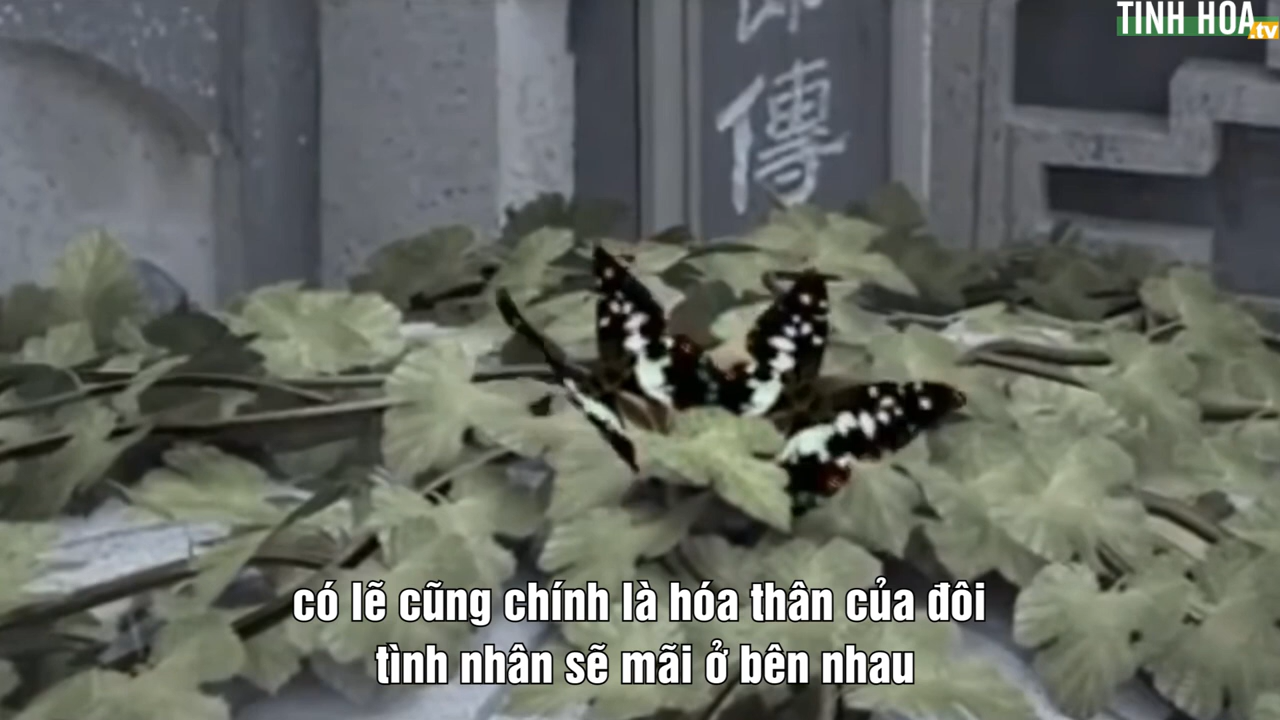 TINH HOA
.tv
傳
có lẽ cũng chính là hóa thân của đôi
tình nhân sẽ mãi ở bên nhau